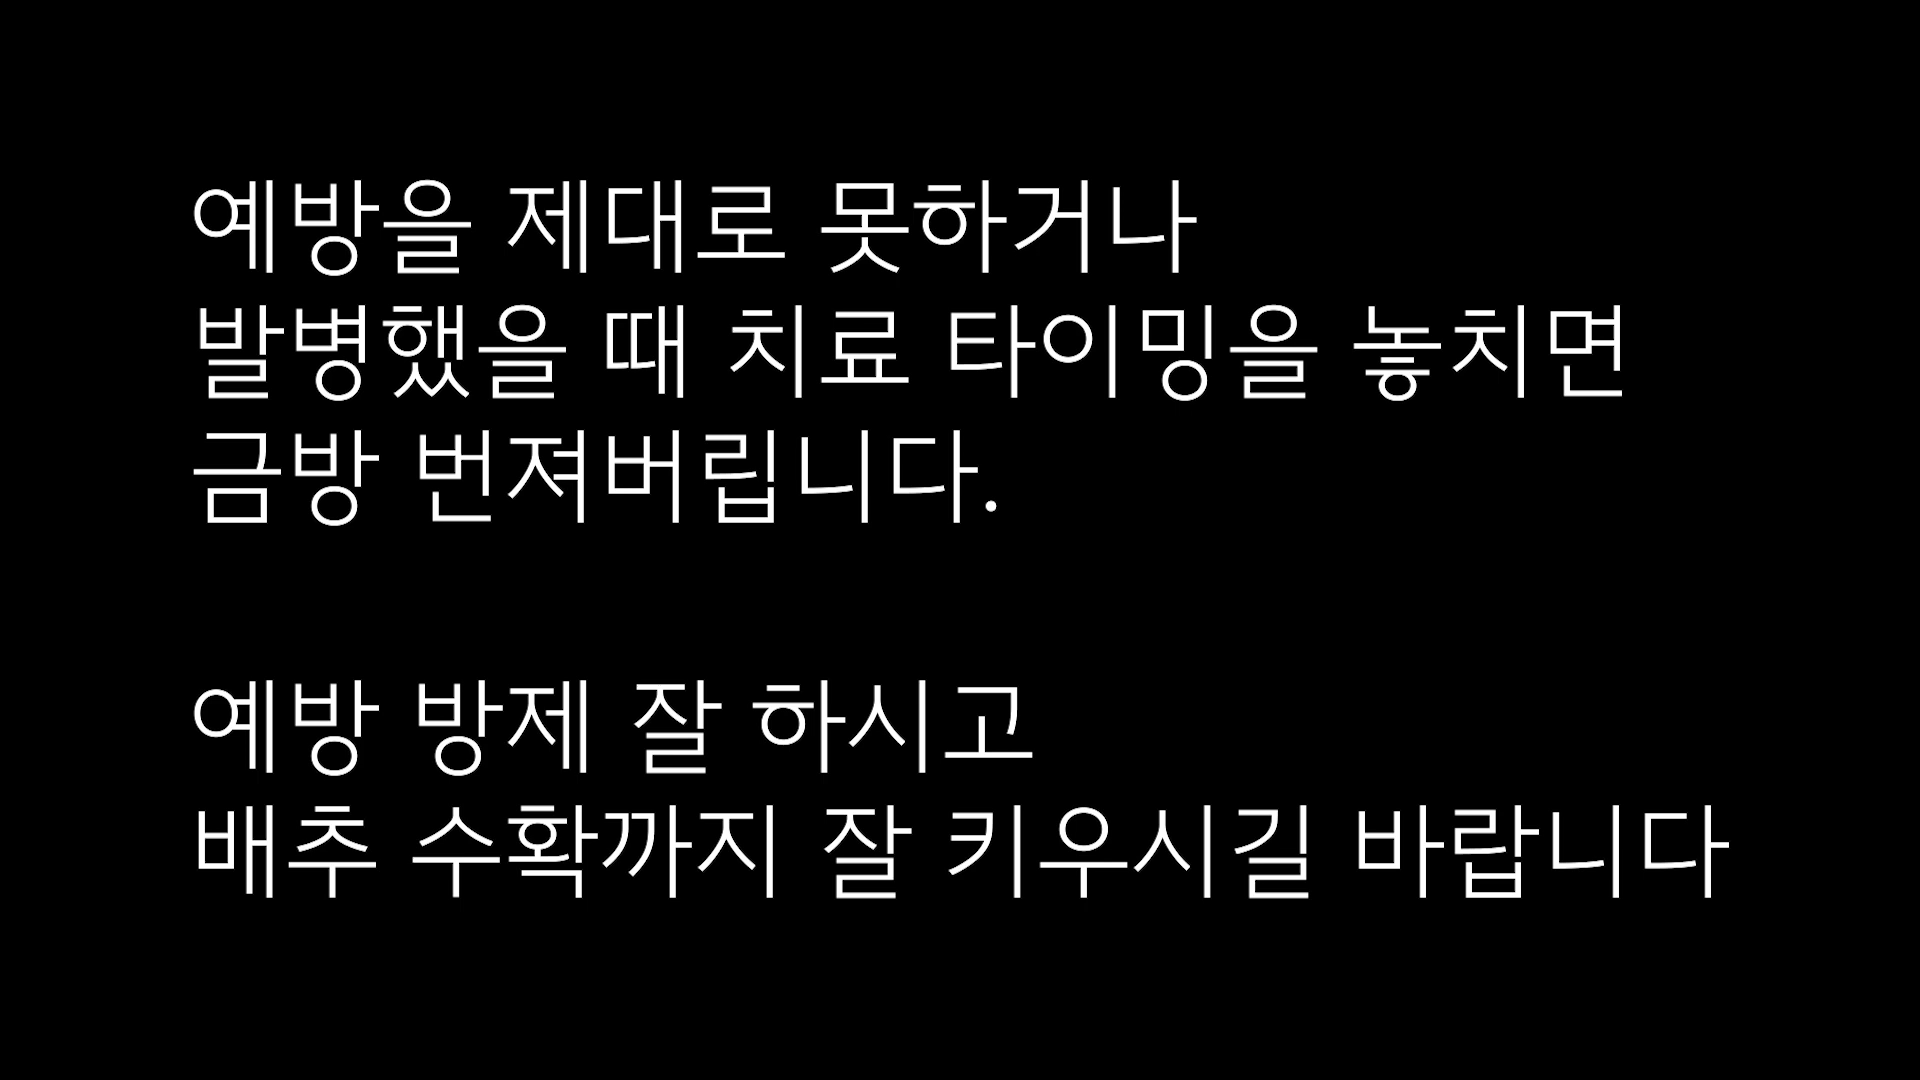 예방을 제대로 못하거나
발병했을 때 치료 타이밍을 놓치면
금방 번져버립니다.
예방 방제 잘 하시고
배추 수확까지 잘 키우시길 바랍니다